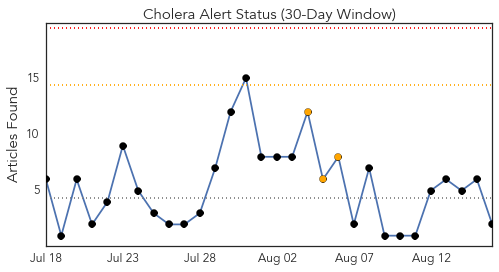 Cholera Alert Status (30-Day Window)
Articles Found
15
10
5
Jul 18
Jul 23
Jul 28
Aug 02
Aug 07
Aug 12